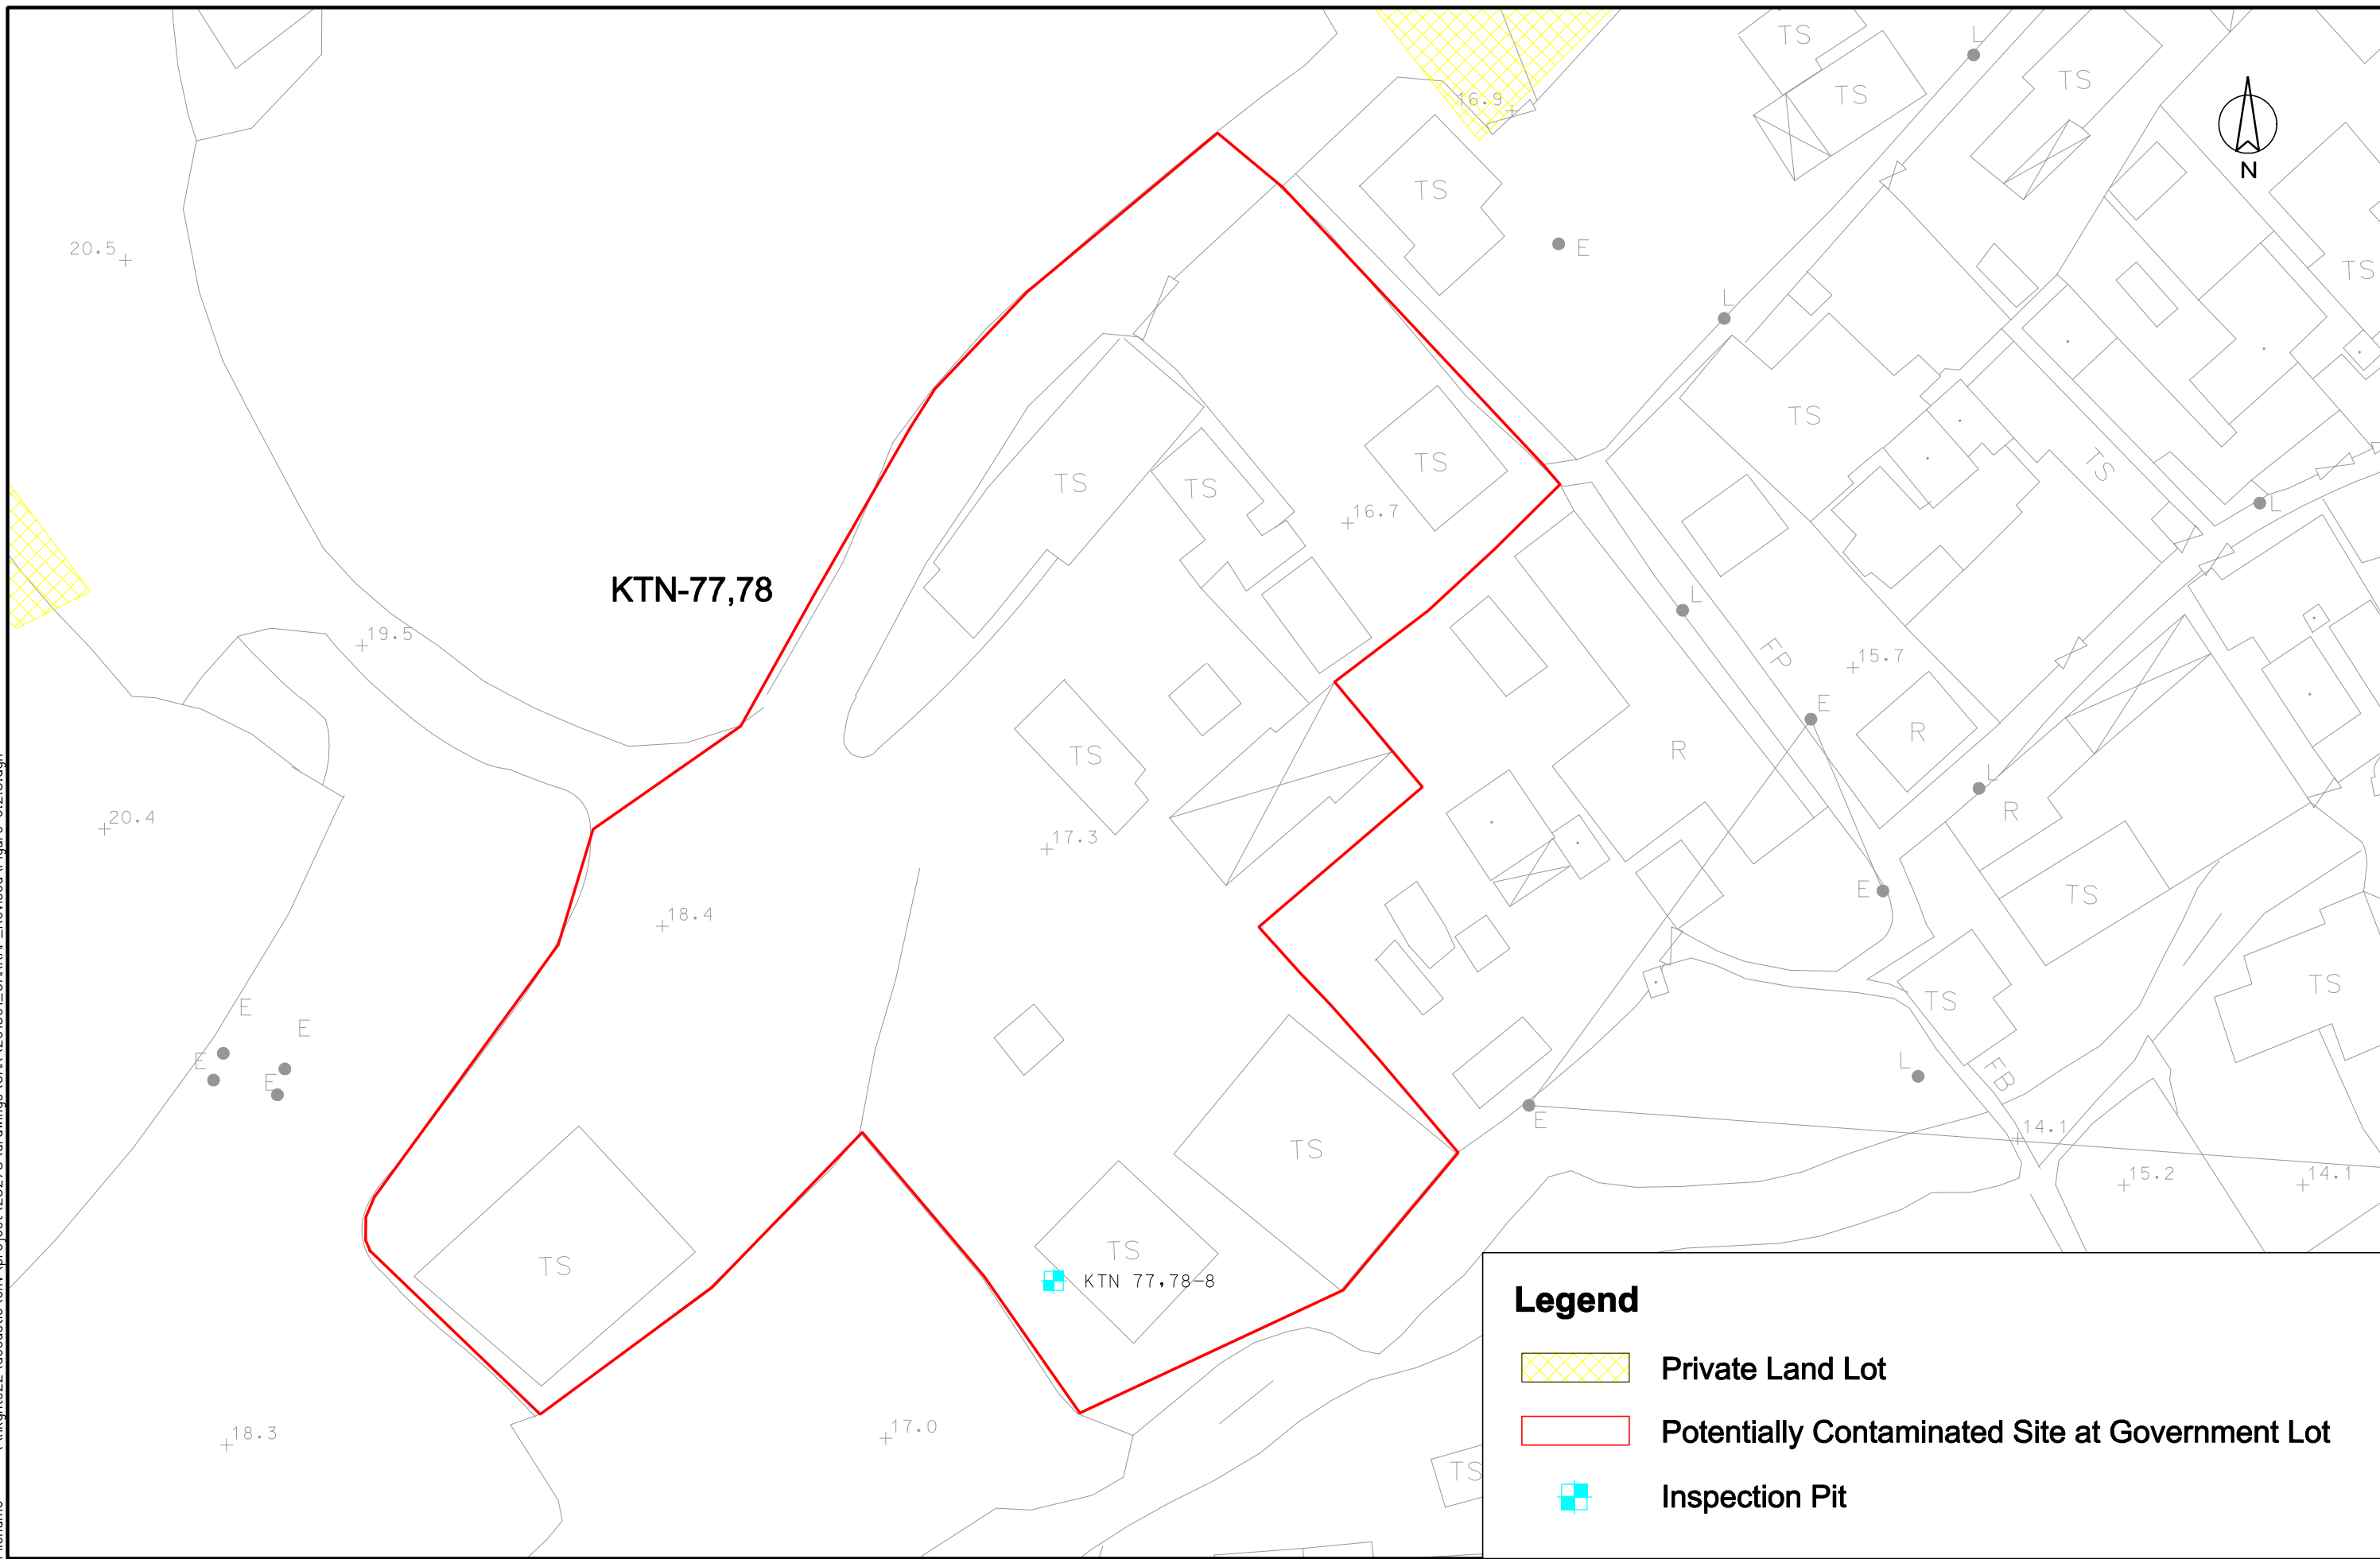 TS
L
TS
TS
16.9
TS
N
20.5
E
TS
L
TS
TS
TS
TS
TS
16.7
L
KTN-77,78
19.5
L
FP
15.7
E
R
R
TS
17.3
L
R
20.4
E
TS
18.4
TS
TS
E
E
E
E
L
FB
E
14.1
TS
15.2
14.1
TS
TS
KTN 77,78-8
18.3
17.0
TS
Legend
Private Land Lot
Potentially Contaminated Site at Government Lot
Inspection Pit